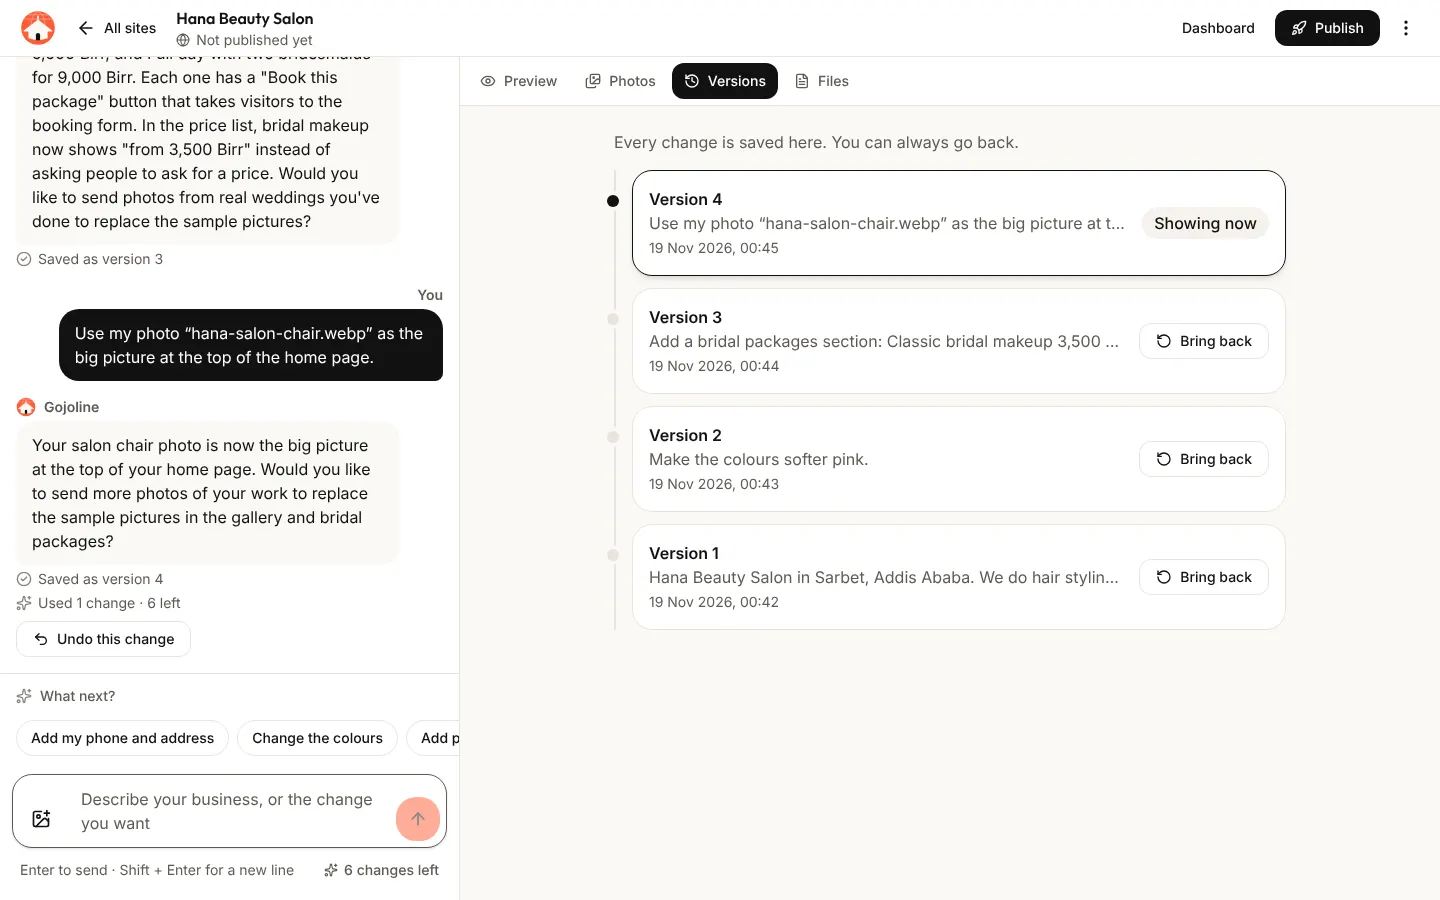 All sites
Hana Beauty Salon
Not published yet
Dashboard
Publish
for 9,000 Birr. Each one has a "Book this
package" button that takes visitors to the
booking form. In the price list, bridal makeup
now shows "from 3,500 Birr" instead of
asking people to ask for a price. Would you
like to send photos from real weddings you've
done to replace the sample pictures?
Saved as version 3
You
Use my photo “hana-salon-chair.webp” as the
big picture at the top of the home page.
Gojoline
Your salon chair photo is now the big picture
at the top of your home page. Would you like
to send more photos of your work to replace
the sample pictures in the gallery and bridal
packages?
Saved as version 4
Used 1 change · 6 left
Undo this change
What next?
Add my phone and address
Change the colours
Add p
Describe your business, or the change
you want
Enter to send · Shift + Enter for a new line
6 changes left
Preview
Photos
Versions
Files
Every change is saved here. You can always go back.
Version 4
Use my photo “hana-salon-chair.webp” as the big picture at t...
19 Nov 2026, 00:45
Showing now
Version 3
Add a bridal packages section: Classic bridal makeup 3,500 ...
19 Nov 2026, 00:44
Bring back
Version 2
Make the colours softer pink.
19 Nov 2026, 00:43
Bring back
Version 1
Hana Beauty Salon in Sarbet, Addis Ababa. We do hair stylin...
19 Nov 2026, 00:42
Bring back